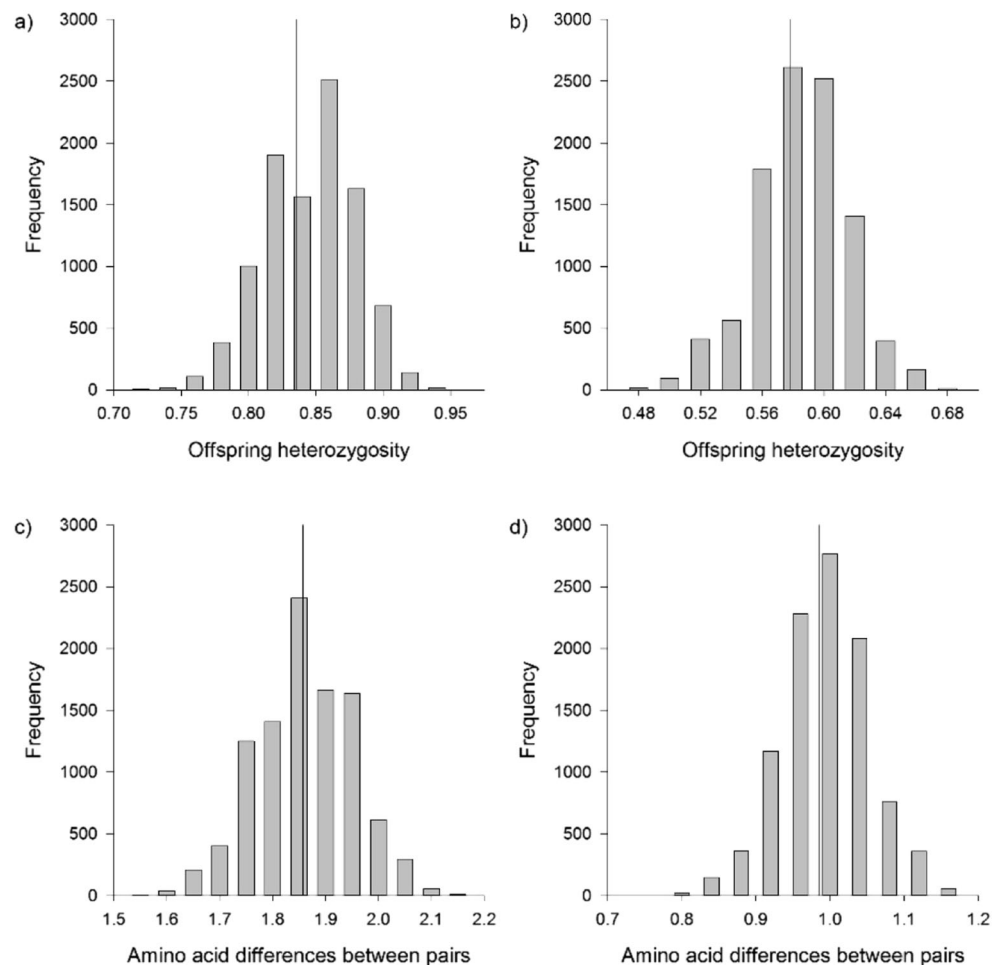 a)
3000
2500
2000
1500
1000
500
0
Frequency
0.70 0.75 0.80 0.85 0.90 0.95
Offspring heterozygosity
b)
3000
2500
2000
1500
1000
500
0
Frequency
0.48 0.52 0.56 0.60 0.64 0.68
Offspring heterozygosity
c)
3000
2500
2000
1500
1000
500
0
Frequency
1.5 1.6 1.7 1.8 1.9 2.0 2.1 2.2
Amino acid differences between pairs
d)
3000
2500
2000
1500
1000
500
0
Frequency
0.7 0.8 0.9 1.0 1.1 1.2
Amino acid differences between pairs